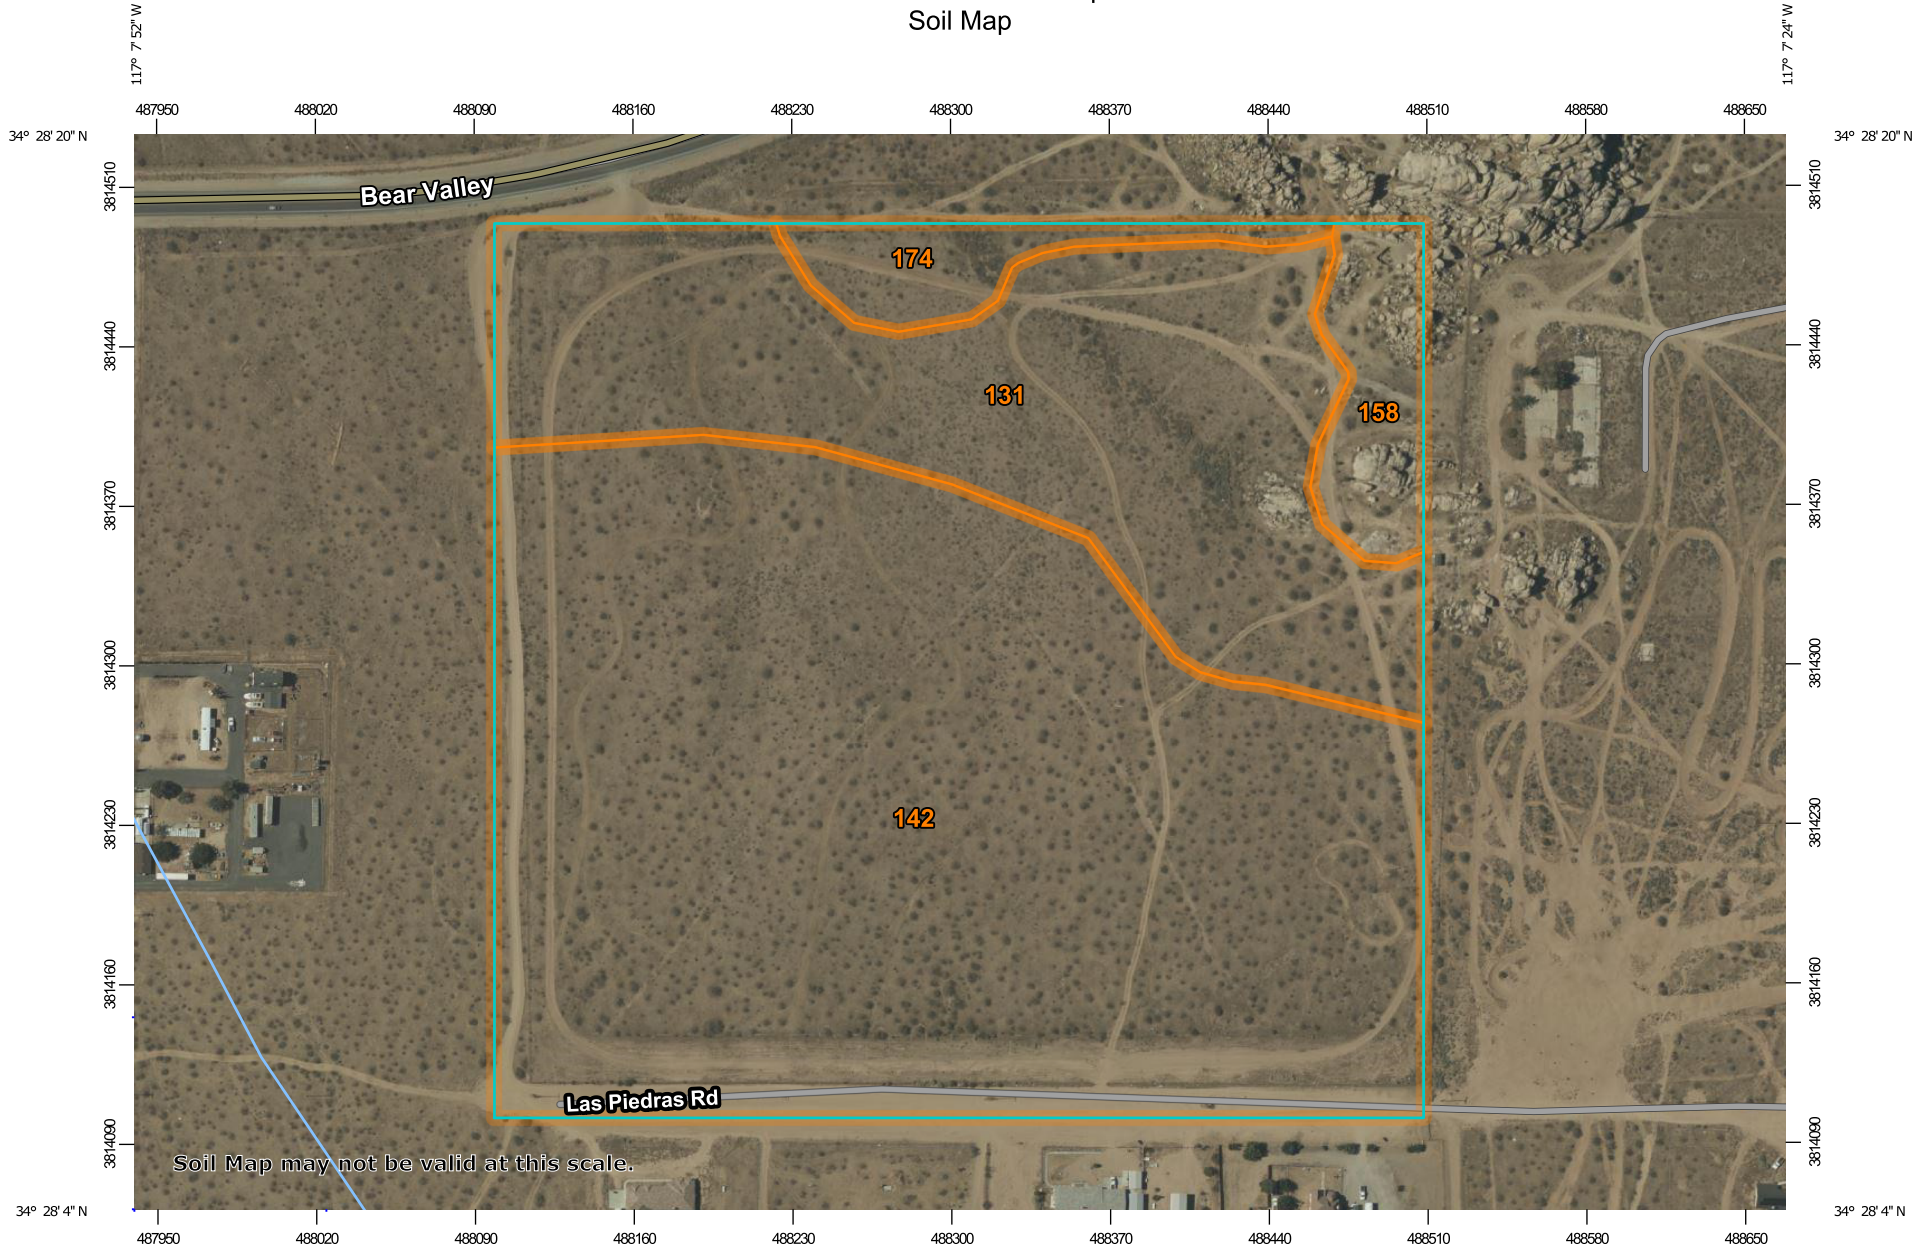 Soil Map
117° 7' 52" W
117° 7' 24" W
487950 488020 488090 488160 488230 488300 488370 488440 488510 488580 488650
34° 28' 20" N
34° 28' 20" N
3814510
3814510
Bear Valley
174
3814440
3814440
131
158
3814370
3814370
3814300
3814300
142
3814230
3814230
3814160
3814160
Las Piedras Rd
3814090
3814090
Soil Map may not be valid at this scale.
34° 28' 4" N
34° 28' 4" N
487950 488020 488090 488160 488230 488300 488370 488440 488510 488580 488650